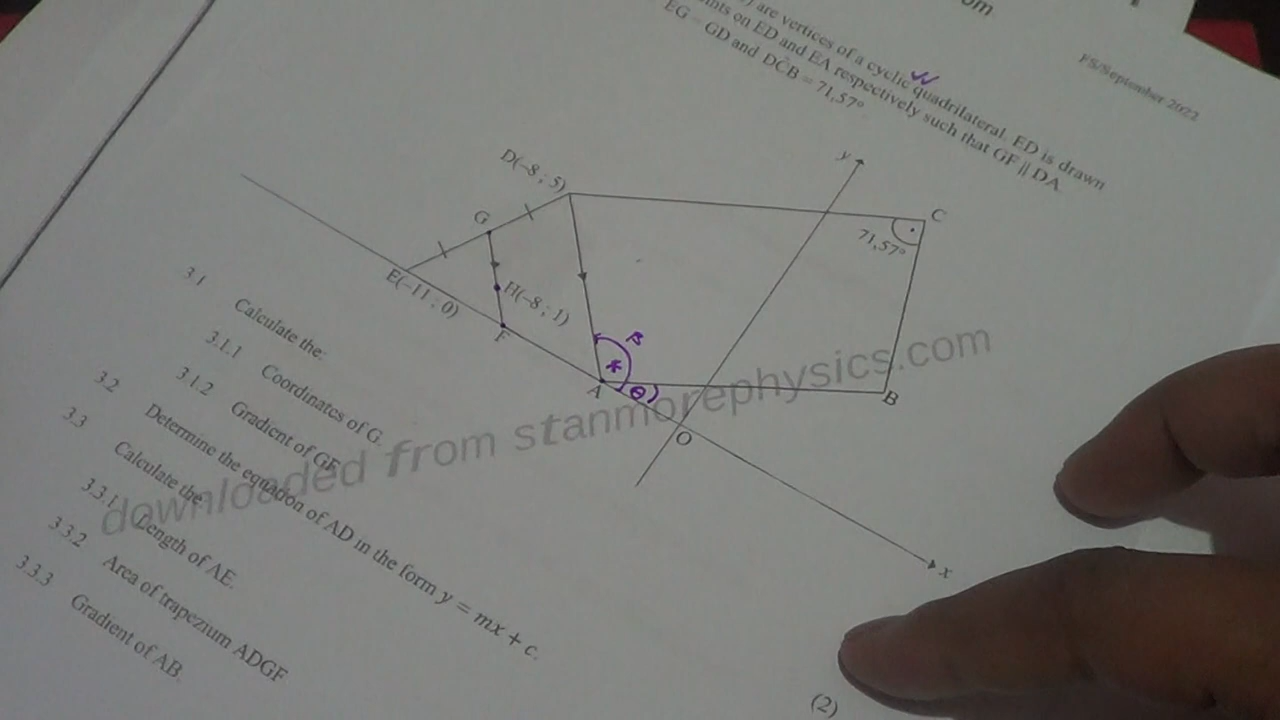 om
) are vertices of a cyclic quadrilateral. ED is drawn
on ED and EA respectively such that GF || DA
EG = GD and DĈB = 71,57°
FS/September 2022
y
D(–8 ; 5)
C
G
71,57°
E(–11 ; 0)
H(–8 ; 1)
F
β
A
θ
B
O
x
3.1 Calculate the:
3.1.1 Coordinates of G.
3.1.2 Gradient of GF.
3.2 Determine the equation of AD in the form y = mx + c.
3.3 Calculate the:
3.3.1 Length of AE.
3.3.2 Area of trapezium ADGF
3.3.3 Gradient of AB.
(2)
downloaded from stanmorephysics.com